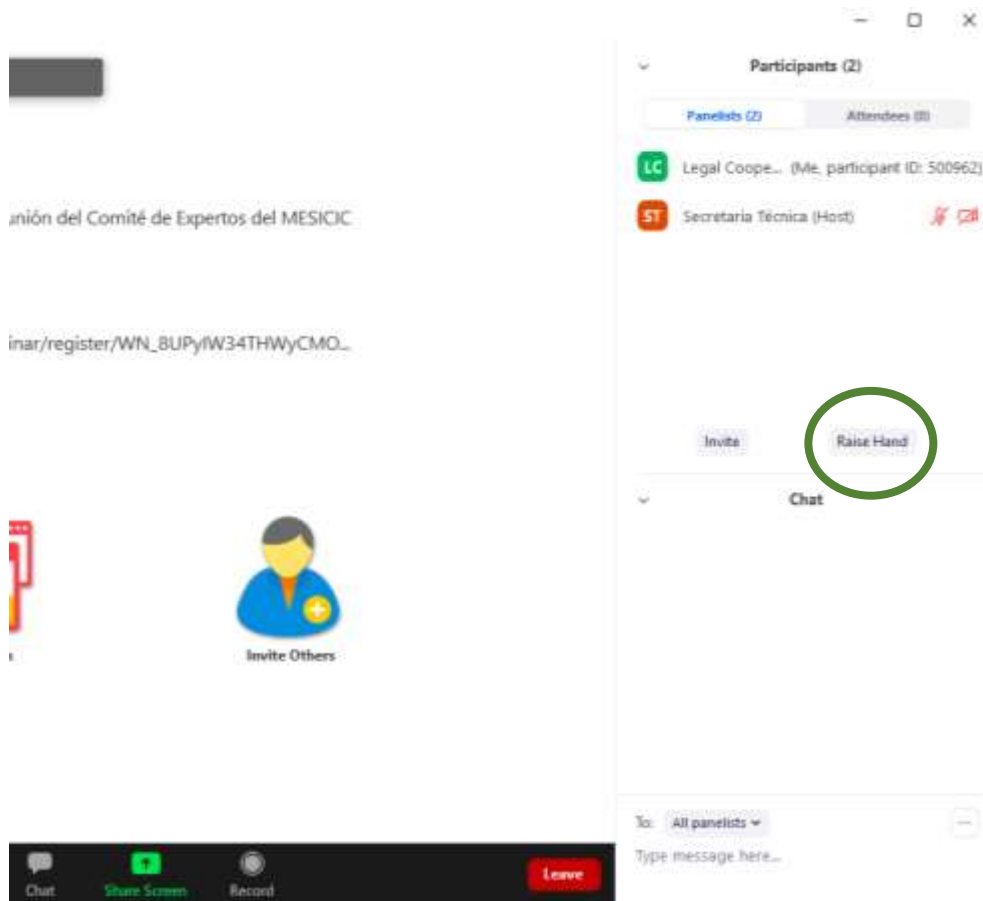 Participants (2)
Panelists (2)
Attendees (0)
LC
Legal Coope... (Me, participant ID: 500962)
ST
Secretaria Técnica (Host)
unión del Comité de Expertos del MESICIC
inar/register/WN_8UPyIW34THWyCMO...
Invite
Raise Hand
Chat
Invite Others
To: All panelists
Type message here...
Chat
Share Screen
Record
Leave